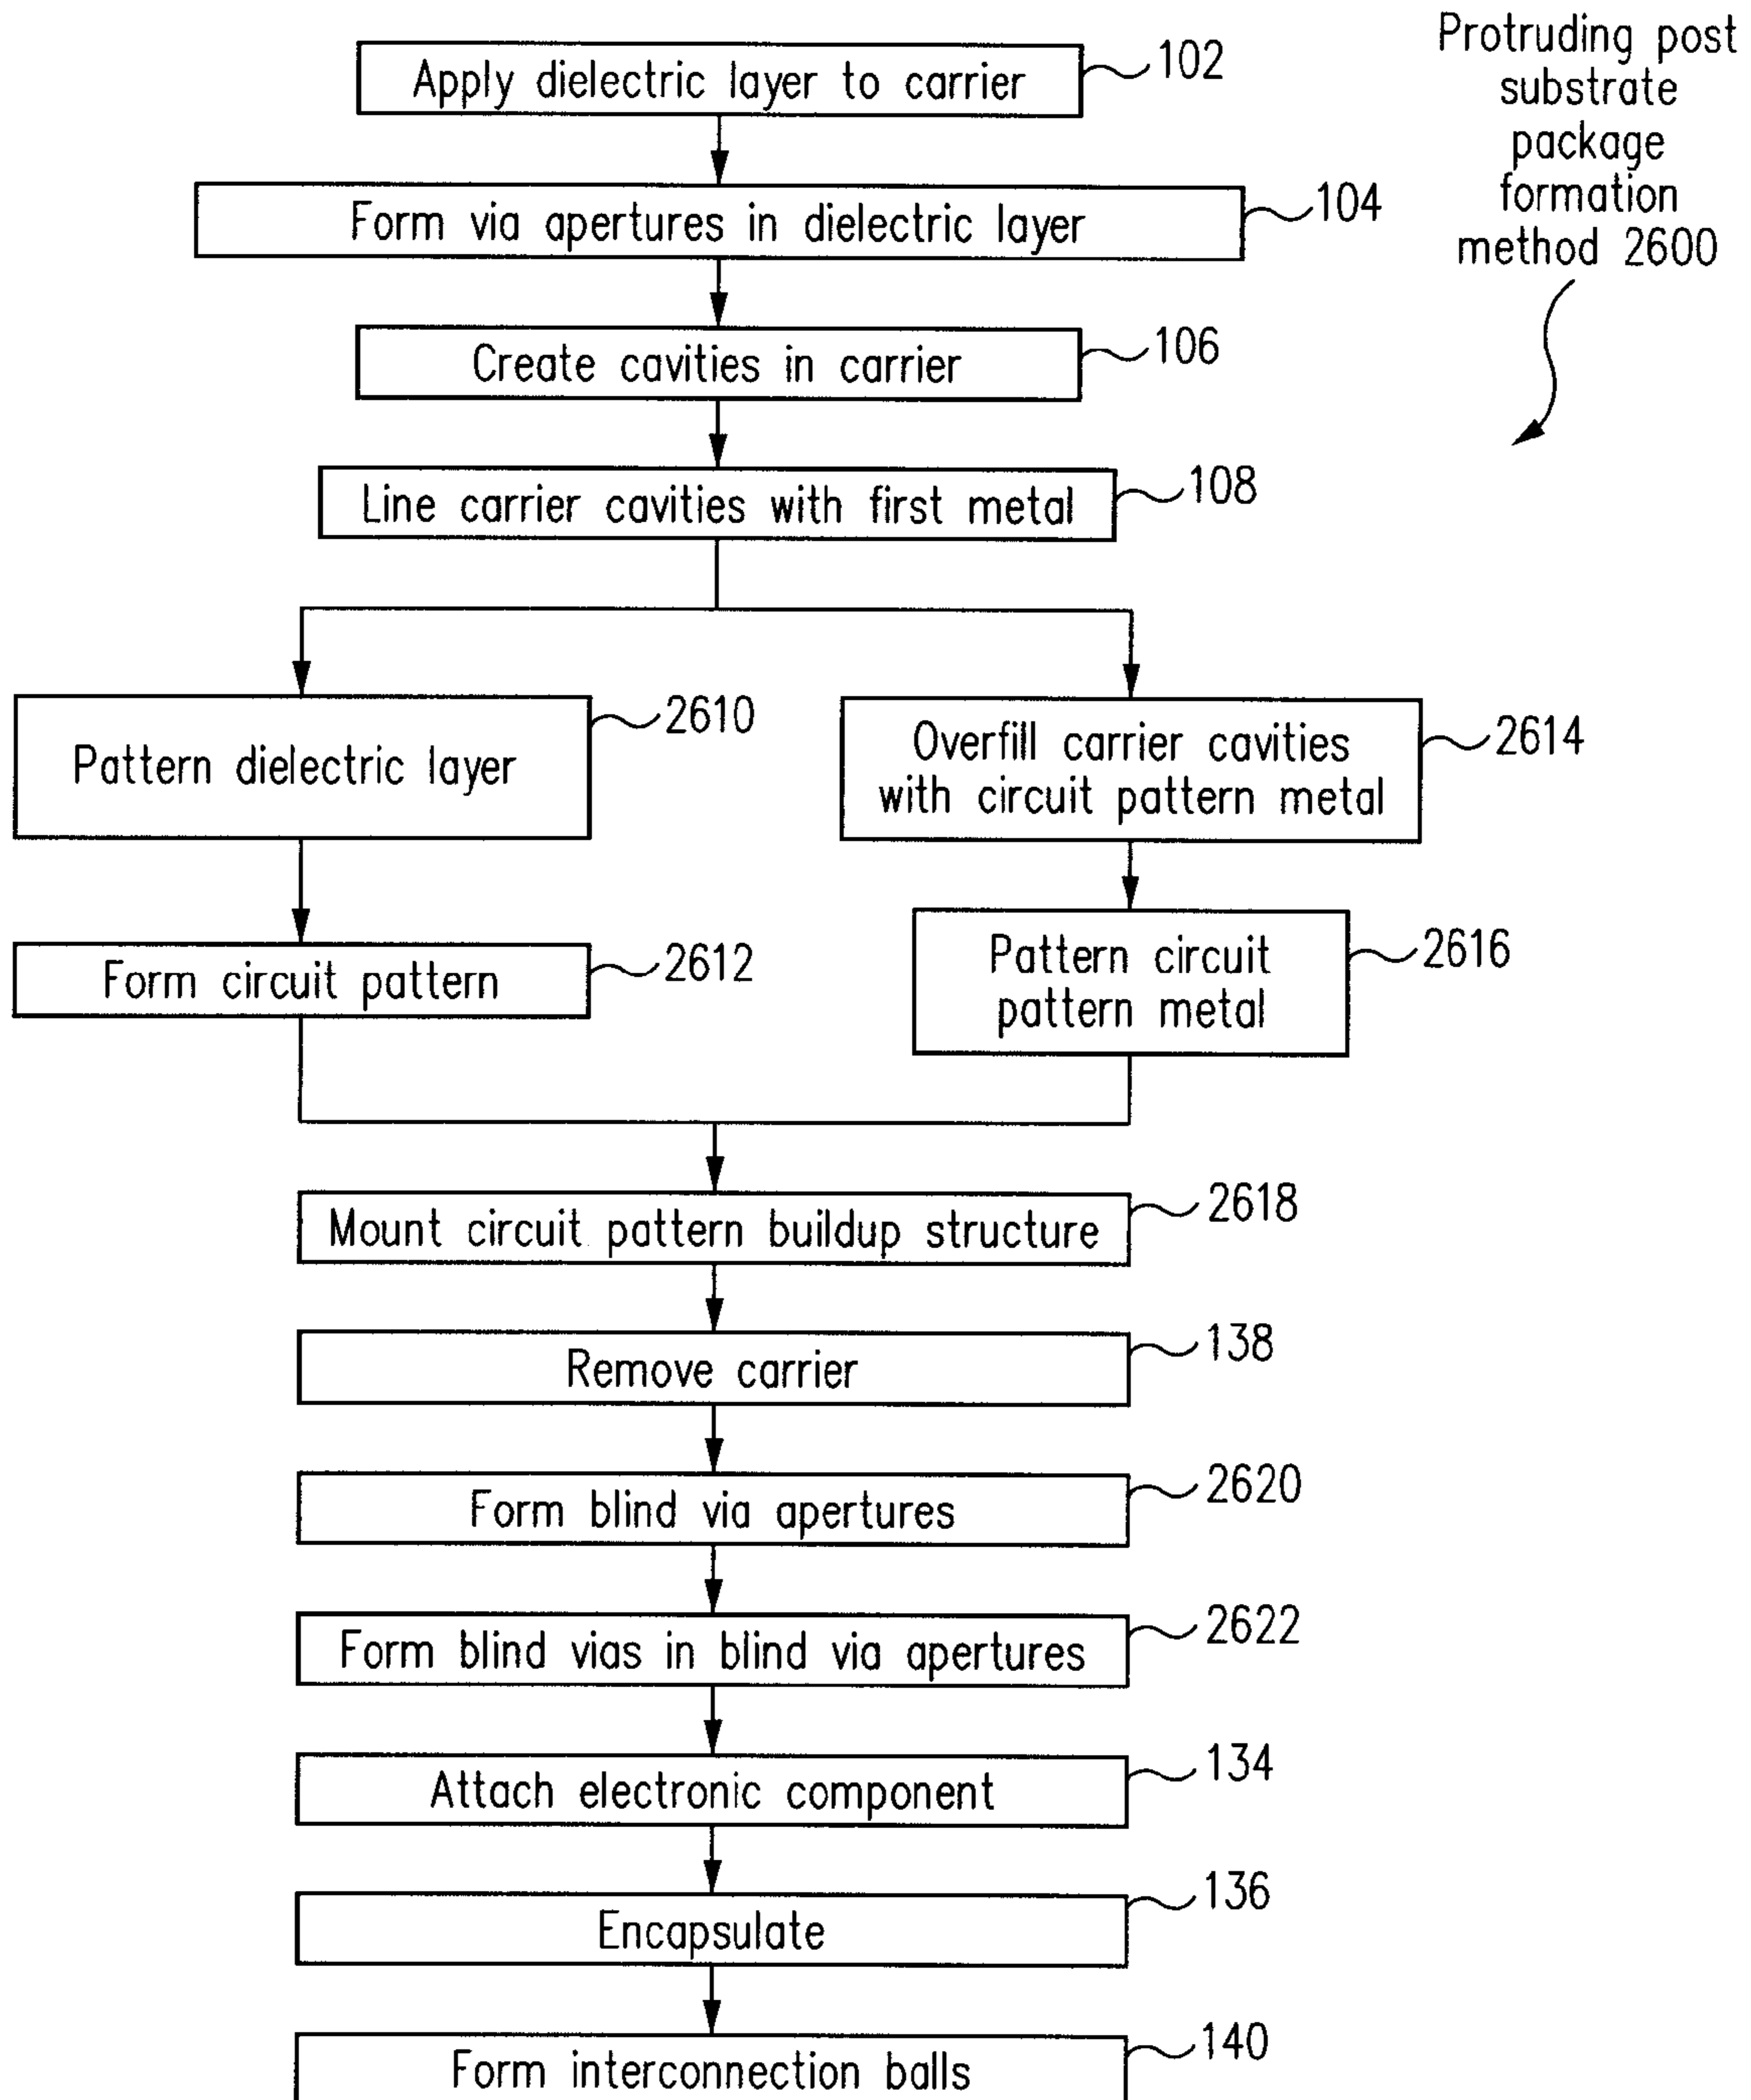 Protruding post
substrate
package
formation
method 2600
Apply dielectric layer to carrier
102
Form via apertures in dielectric layer
104
Create cavities in carrier
106
Line carrier cavities with first metal
108
Pattern dielectric layer
2610
Overfill carrier cavities
with circuit pattern metal
2614
Form circuit pattern
2612
Pattern circuit
pattern metal
2616
Mount circuit pattern buildup structure
2618
Remove carrier
138
Form blind via apertures
2620
Form blind vias in blind via apertures
2622
Attach electronic component
134
Encapsulate
136
Form interconnection balls
140